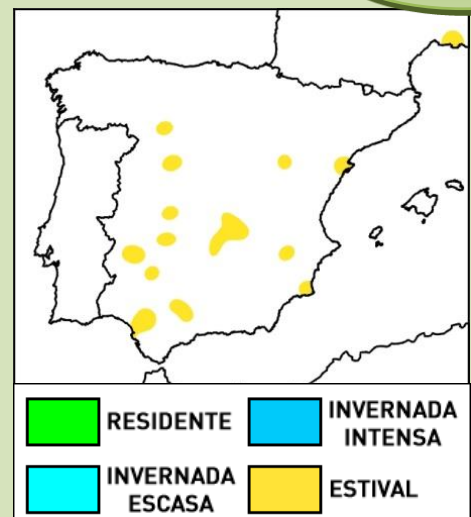 RESIDENTE
INVERNADA
INTENSA
INVERNADA
ESCASA
ESTIVAL